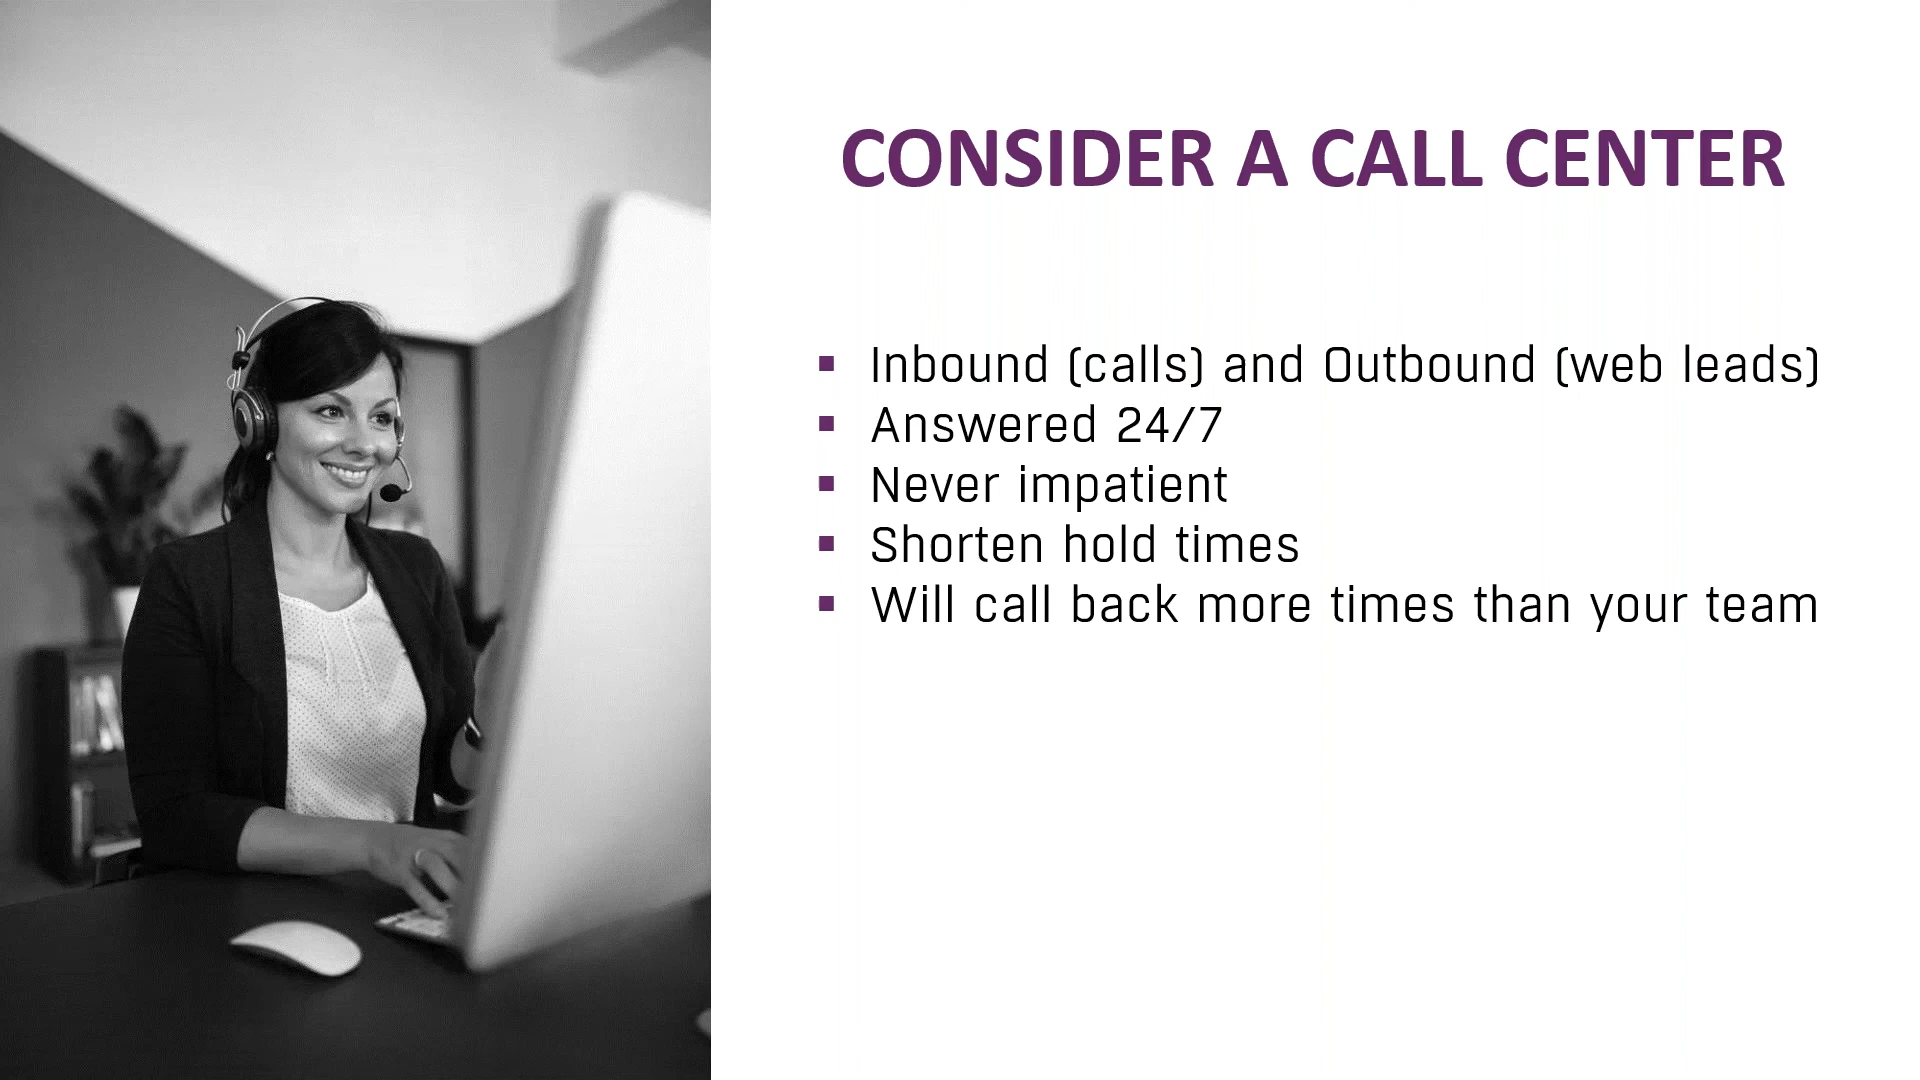 CONSIDER A CALL CENTER
Inbound (calls) and Outbound (web leads)
Answered 24/7
Never impatient
Shorten hold times
Will call back more times than your team